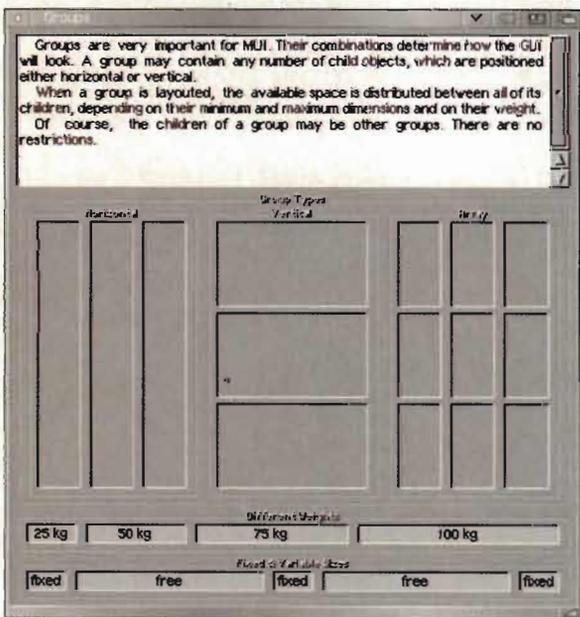 Groups
Groups are very important for MUI. Their combinations determine how the GUI
will look. A group may contain any number of child objects, which are positioned
either horizontal or vertical.
When a group is layouted, the available space is distributed between all of its
children, depending on their minimum and maximum dimensions and on their weight.
Of course, the children of a group may be other groups. There are no
restrictions.
Group Types
Horizontal Vertical Array
Different Weights
25 kg 50 kg 75 kg 100 kg
Fixed & Variable Sizes
fixed free fixed free fixed